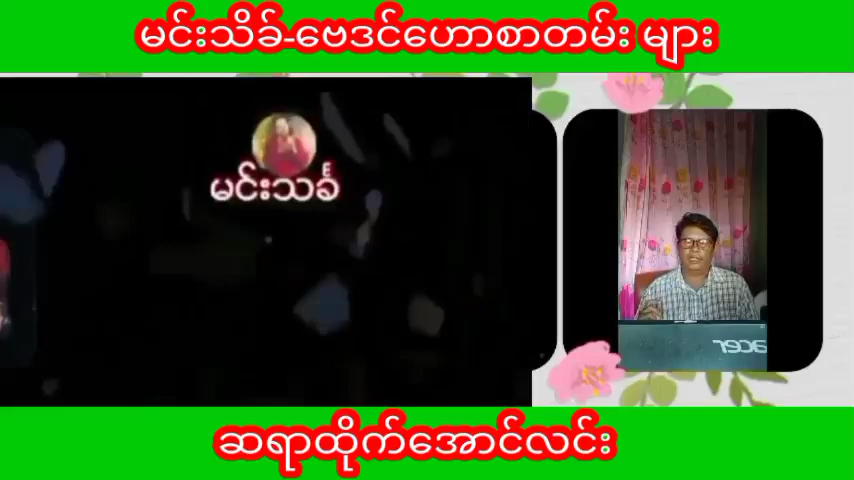 မင်းသိခ်-ဗေဒင်ဟောစာတမ်း များ
မင်းသင်္ခ
acer
ဆရာထိုက်အောင်လင်း